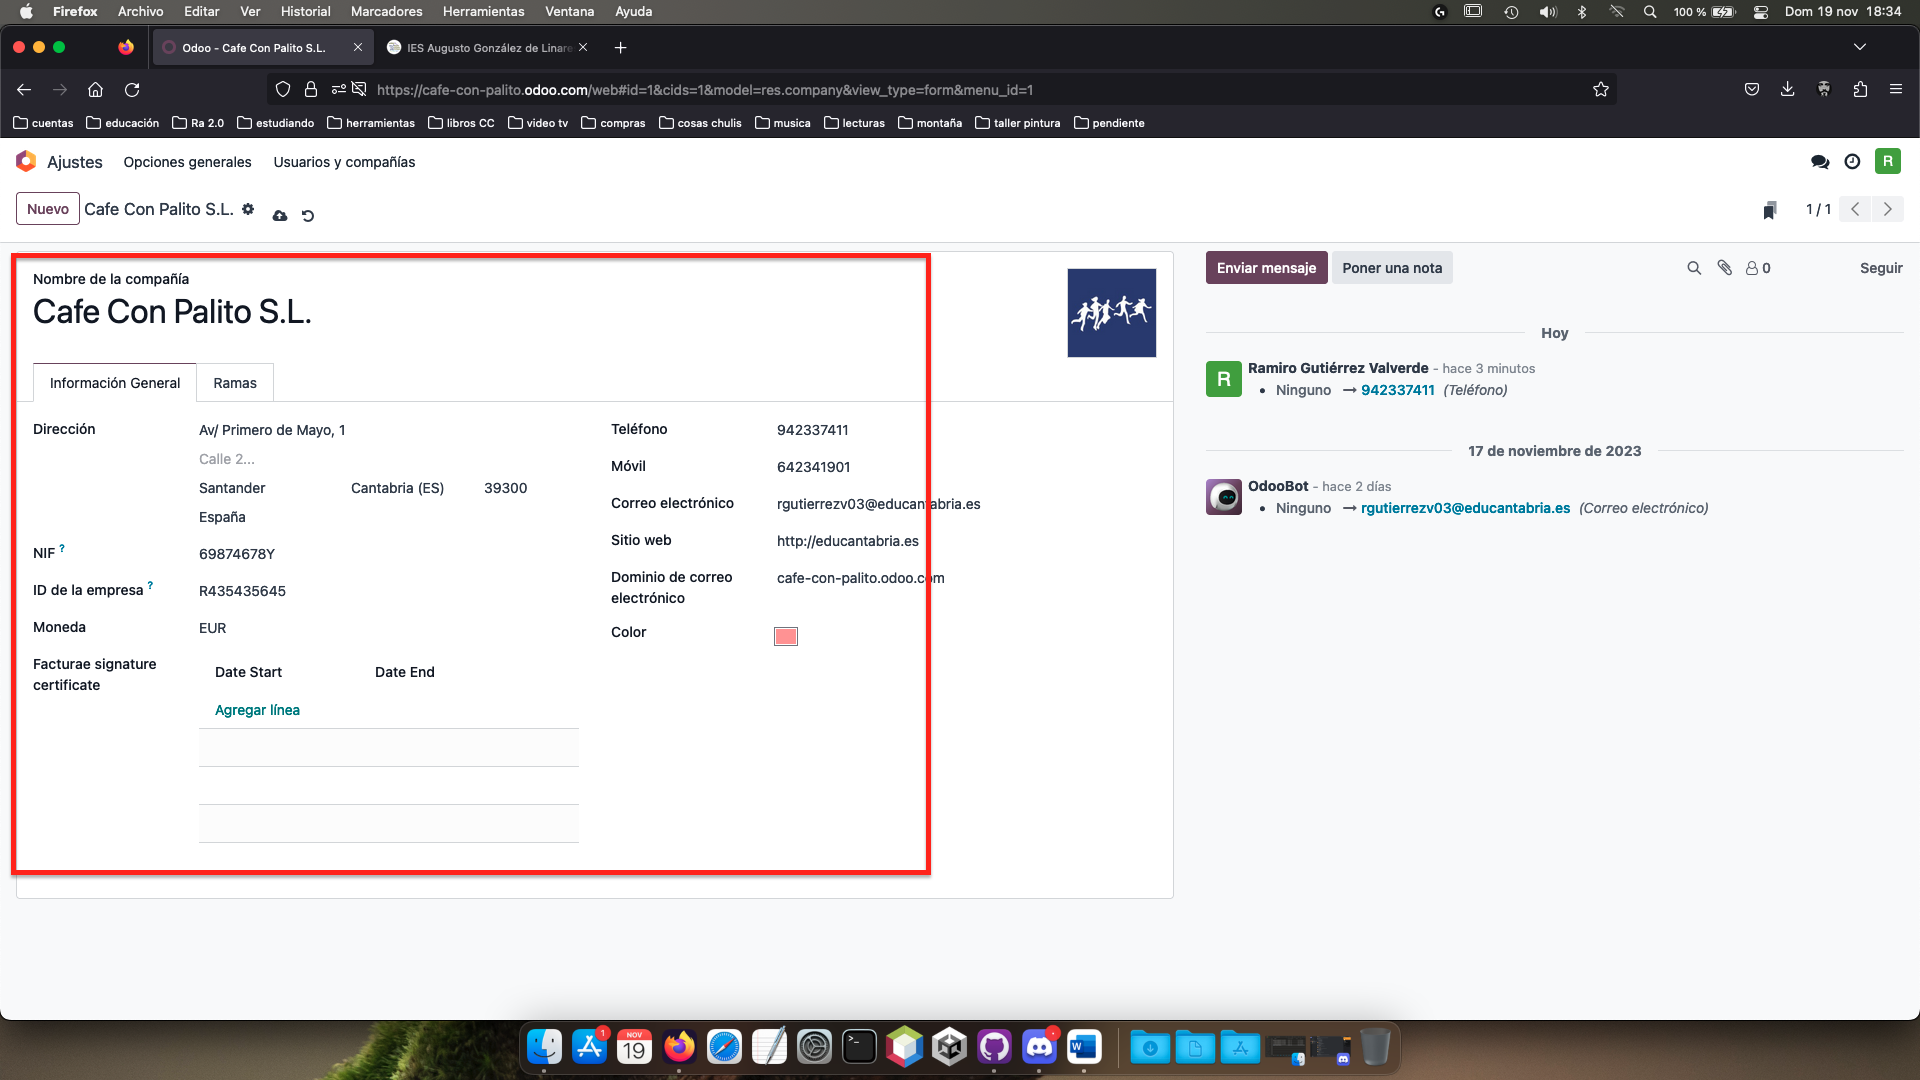 Firefox Archivo Editar Ver Historial Marcadores Herramientas Ventana Ayuda 100 % Dom 19 nov 18:34
Odoo - Cafe Con Palito S.L. IES Augusto González de Linare
https://cafe-con-palito.odoo.com/web#id=1&cids=1&model=res.company&view_type=form&menu_id=1
cuentas educación Ra 2.0 estudiando herramientas libros CC video tv compras cosas chulis musica lecturas montaña taller pintura pendiente
Ajustes Opciones generales Usuarios y compañías R
Nuevo Cafe Con Palito S.L. 1 / 1
Nombre de la compañía
Cafe Con Palito S.L.
Información General Ramas
Dirección Av/ Primero de Mayo, 1
Calle 2...
Santander Cantabria (ES) 39300
España
NIF ? 69874678Y
ID de la empresa ? R435435645
Moneda EUR
Facturae signature certificate
Date Start Date End
Agregar línea
Teléfono 942337411
Móvil 642341901
Correo electrónico rgutierrezv03@educantabria.es
Sitio web http://educantabria.es
Dominio de correo electrónico cafe-con-palito.odoo.com
Color
Enviar mensaje Poner una nota 0 Seguir
Hoy
R Ramiro Gutiérrez Valverde - hace 3 minutos
• Ninguno → 942337411 (Teléfono)
17 de noviembre de 2023
OdooBot - hace 2 días
• Ninguno → rgutierrezv03@educantabria.es (Correo electrónico)
1 NOV 19 >_ W